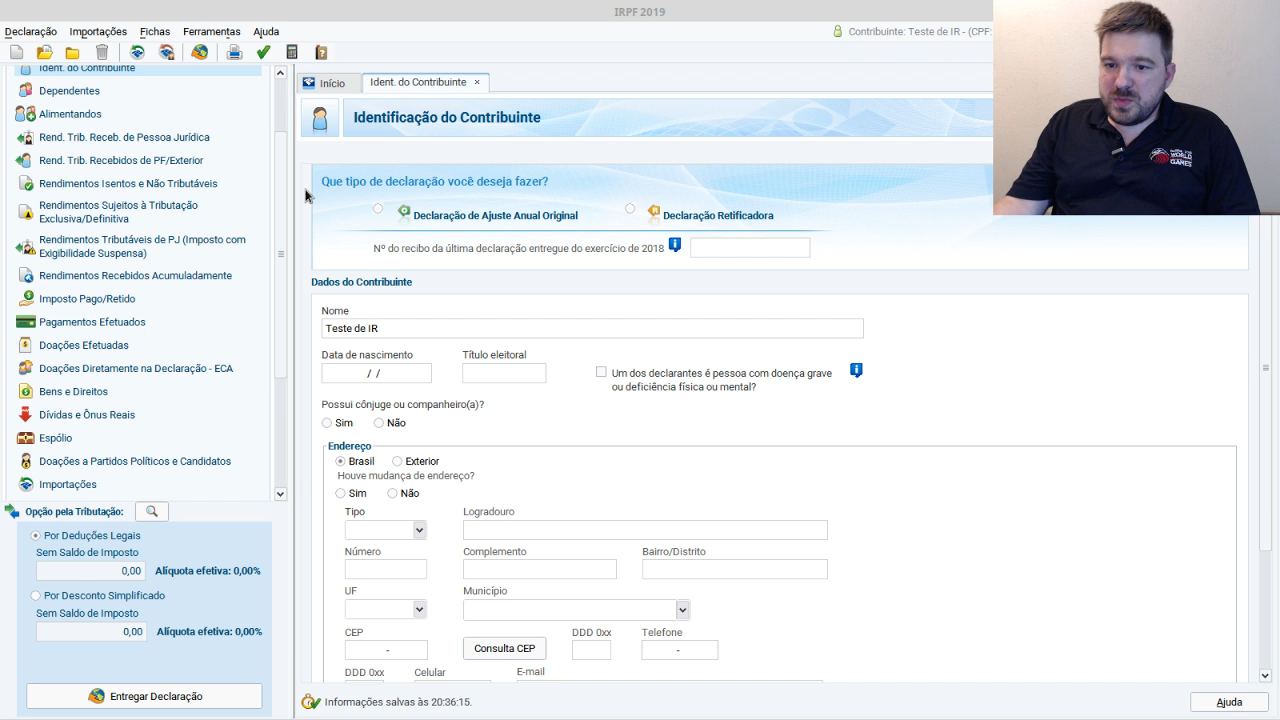 IRPF 2019
Declaração Importações Fichas Ferramentas Ajuda
Contribuinte: Teste de IR - (CPF:
Ident. do Contribuinte
Dependentes
Alimentandos
Rend. Trib. Receb. de Pessoa Jurídica
Rend. Trib. Recebidos de PF/Exterior
Rendimentos Isentos e Não Tributáveis
Rendimentos Sujeitos à Tributação
Exclusiva/Definitiva
Rendimentos Tributáveis de PJ (Imposto com
Exigibilidade Suspensa)
Rendimentos Recebidos Acumuladamente
Imposto Pago/Retido
Pagamentos Efetuados
Doações Efetuadas
Doações Diretamente na Declaração - ECA
Bens e Direitos
Dívidas e Ônus Reais
Espólio
Doações a Partidos Políticos e Candidatos
Importações
Opção pela Tributação:
Por Deduções Legais
Sem Saldo de Imposto
0,00 Alíquota efetiva: 0,00%
Por Desconto Simplificado
Sem Saldo de Imposto
0,00 Alíquota efetiva: 0,00%
Entregar Declaração
Início Ident. do Contribuinte ×
Identificação do Contribuinte
Que tipo de declaração você deseja fazer?
Declaração de Ajuste Anual Original Declaração Retificadora
Nº do recibo da última declaração entregue do exercício de 2018
Dados do Contribuinte
Nome
Teste de IR
Data de nascimento Título eleitoral
/ /
Um dos declarantes é pessoa com doença grave
ou deficiência física ou mental?
Possui cônjuge ou companheiro(a)?
Sim Não
Endereço
Brasil Exterior
Houve mudança de endereço?
Sim Não
Tipo Logradouro
Número Complemento Bairro/Distrito
UF Município
CEP DDD 0xx Telefone
- Consulta CEP -
DDD 0xx Celular E-mail
Informações salvas às 20:36:15.
Ajuda
WORLD
GAMES